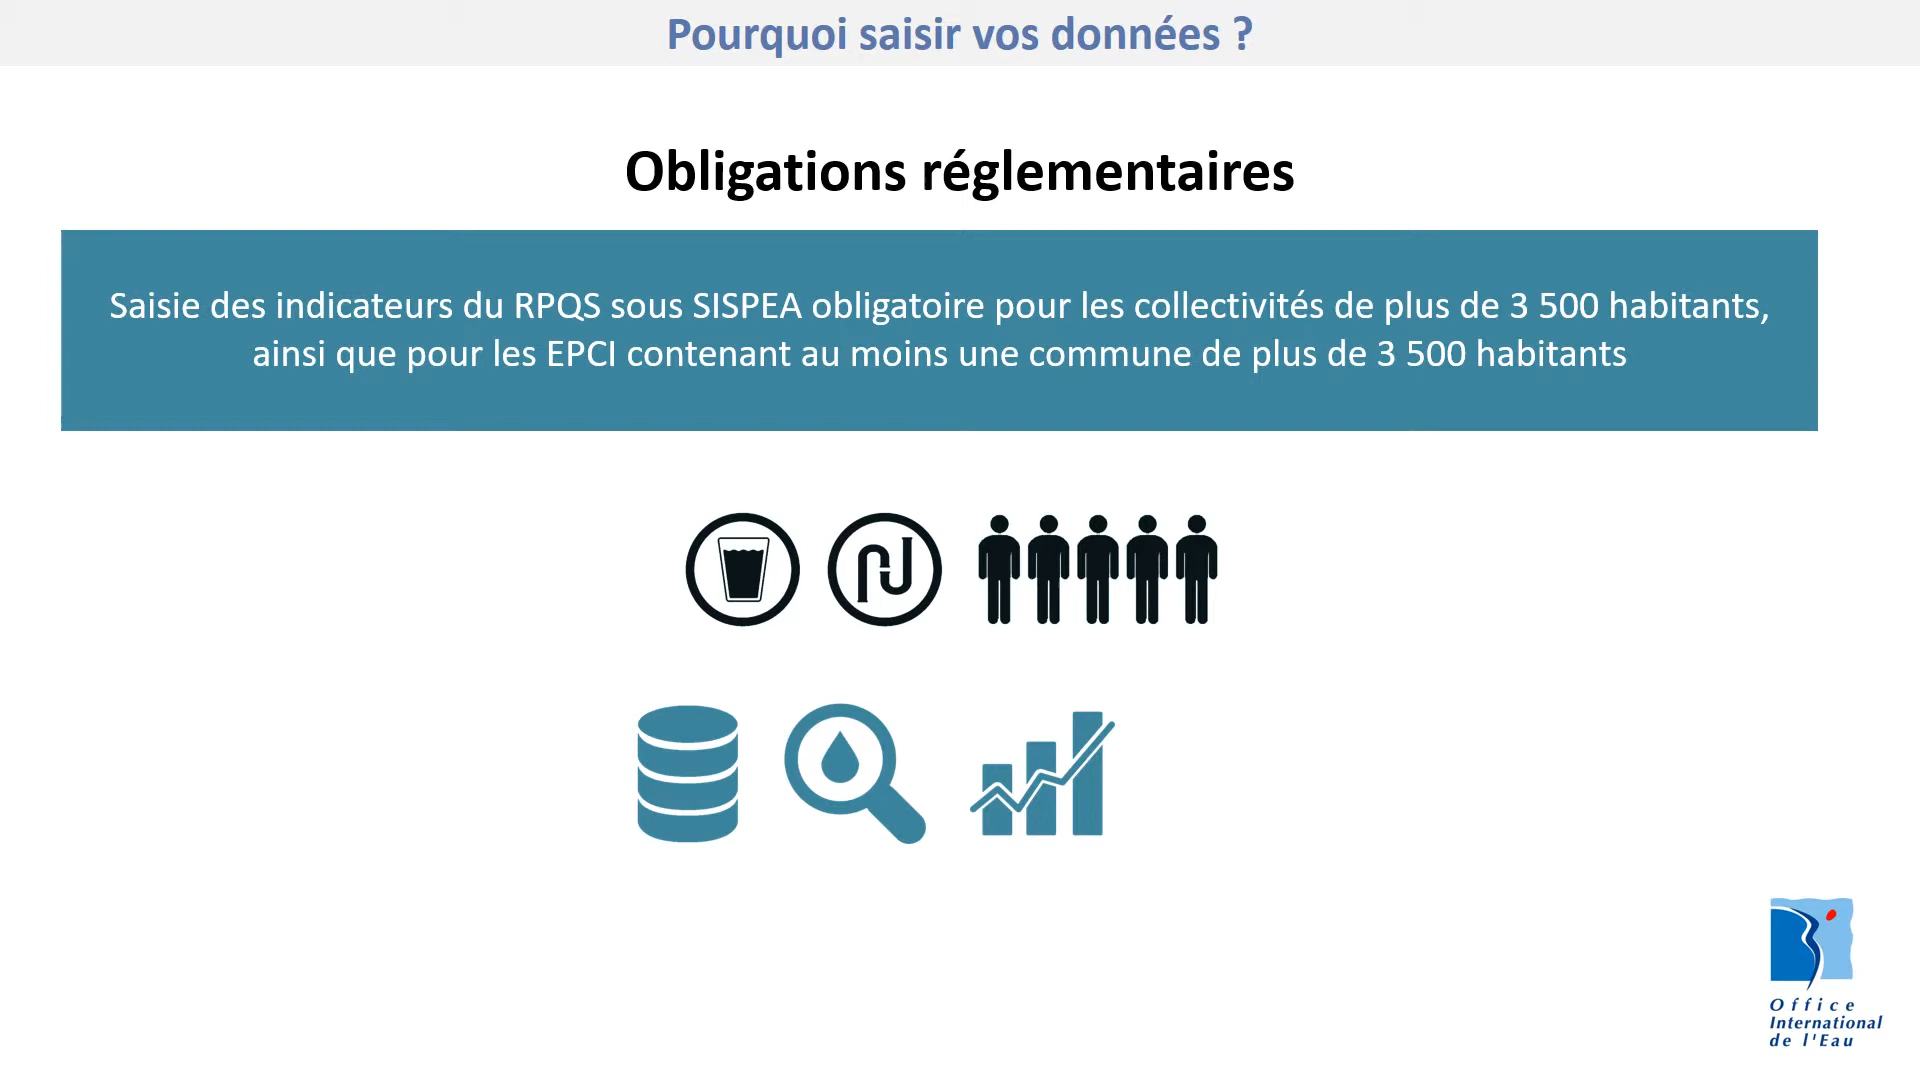 Pourquoi saisir vos données ?
Obligations réglementaires
Saisie des indicateurs du RPQS sous SISPEA obligatoire pour les collectivités de plus de 3 500 habitants,
ainsi que pour les EPCI contenant au moins une commune de plus de 3 500 habitants
Office
International
de l'Eau